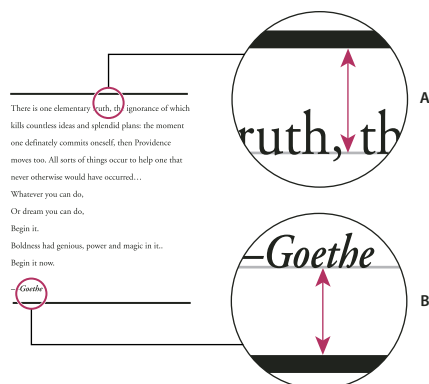 There is one elementary truth, the ignorance of which
kills countless ideas and splendid plans: the moment
one definately commits oneself, then Providence
moves too. All sorts of things occur to help one that
never otherwise would have occurred…
Whatever you can do,
Or dream you can do,
Begin it.
Boldness had genious, power and magic in it..
Begin it now.
–Goethe
ruth, th
A
–Goethe
B